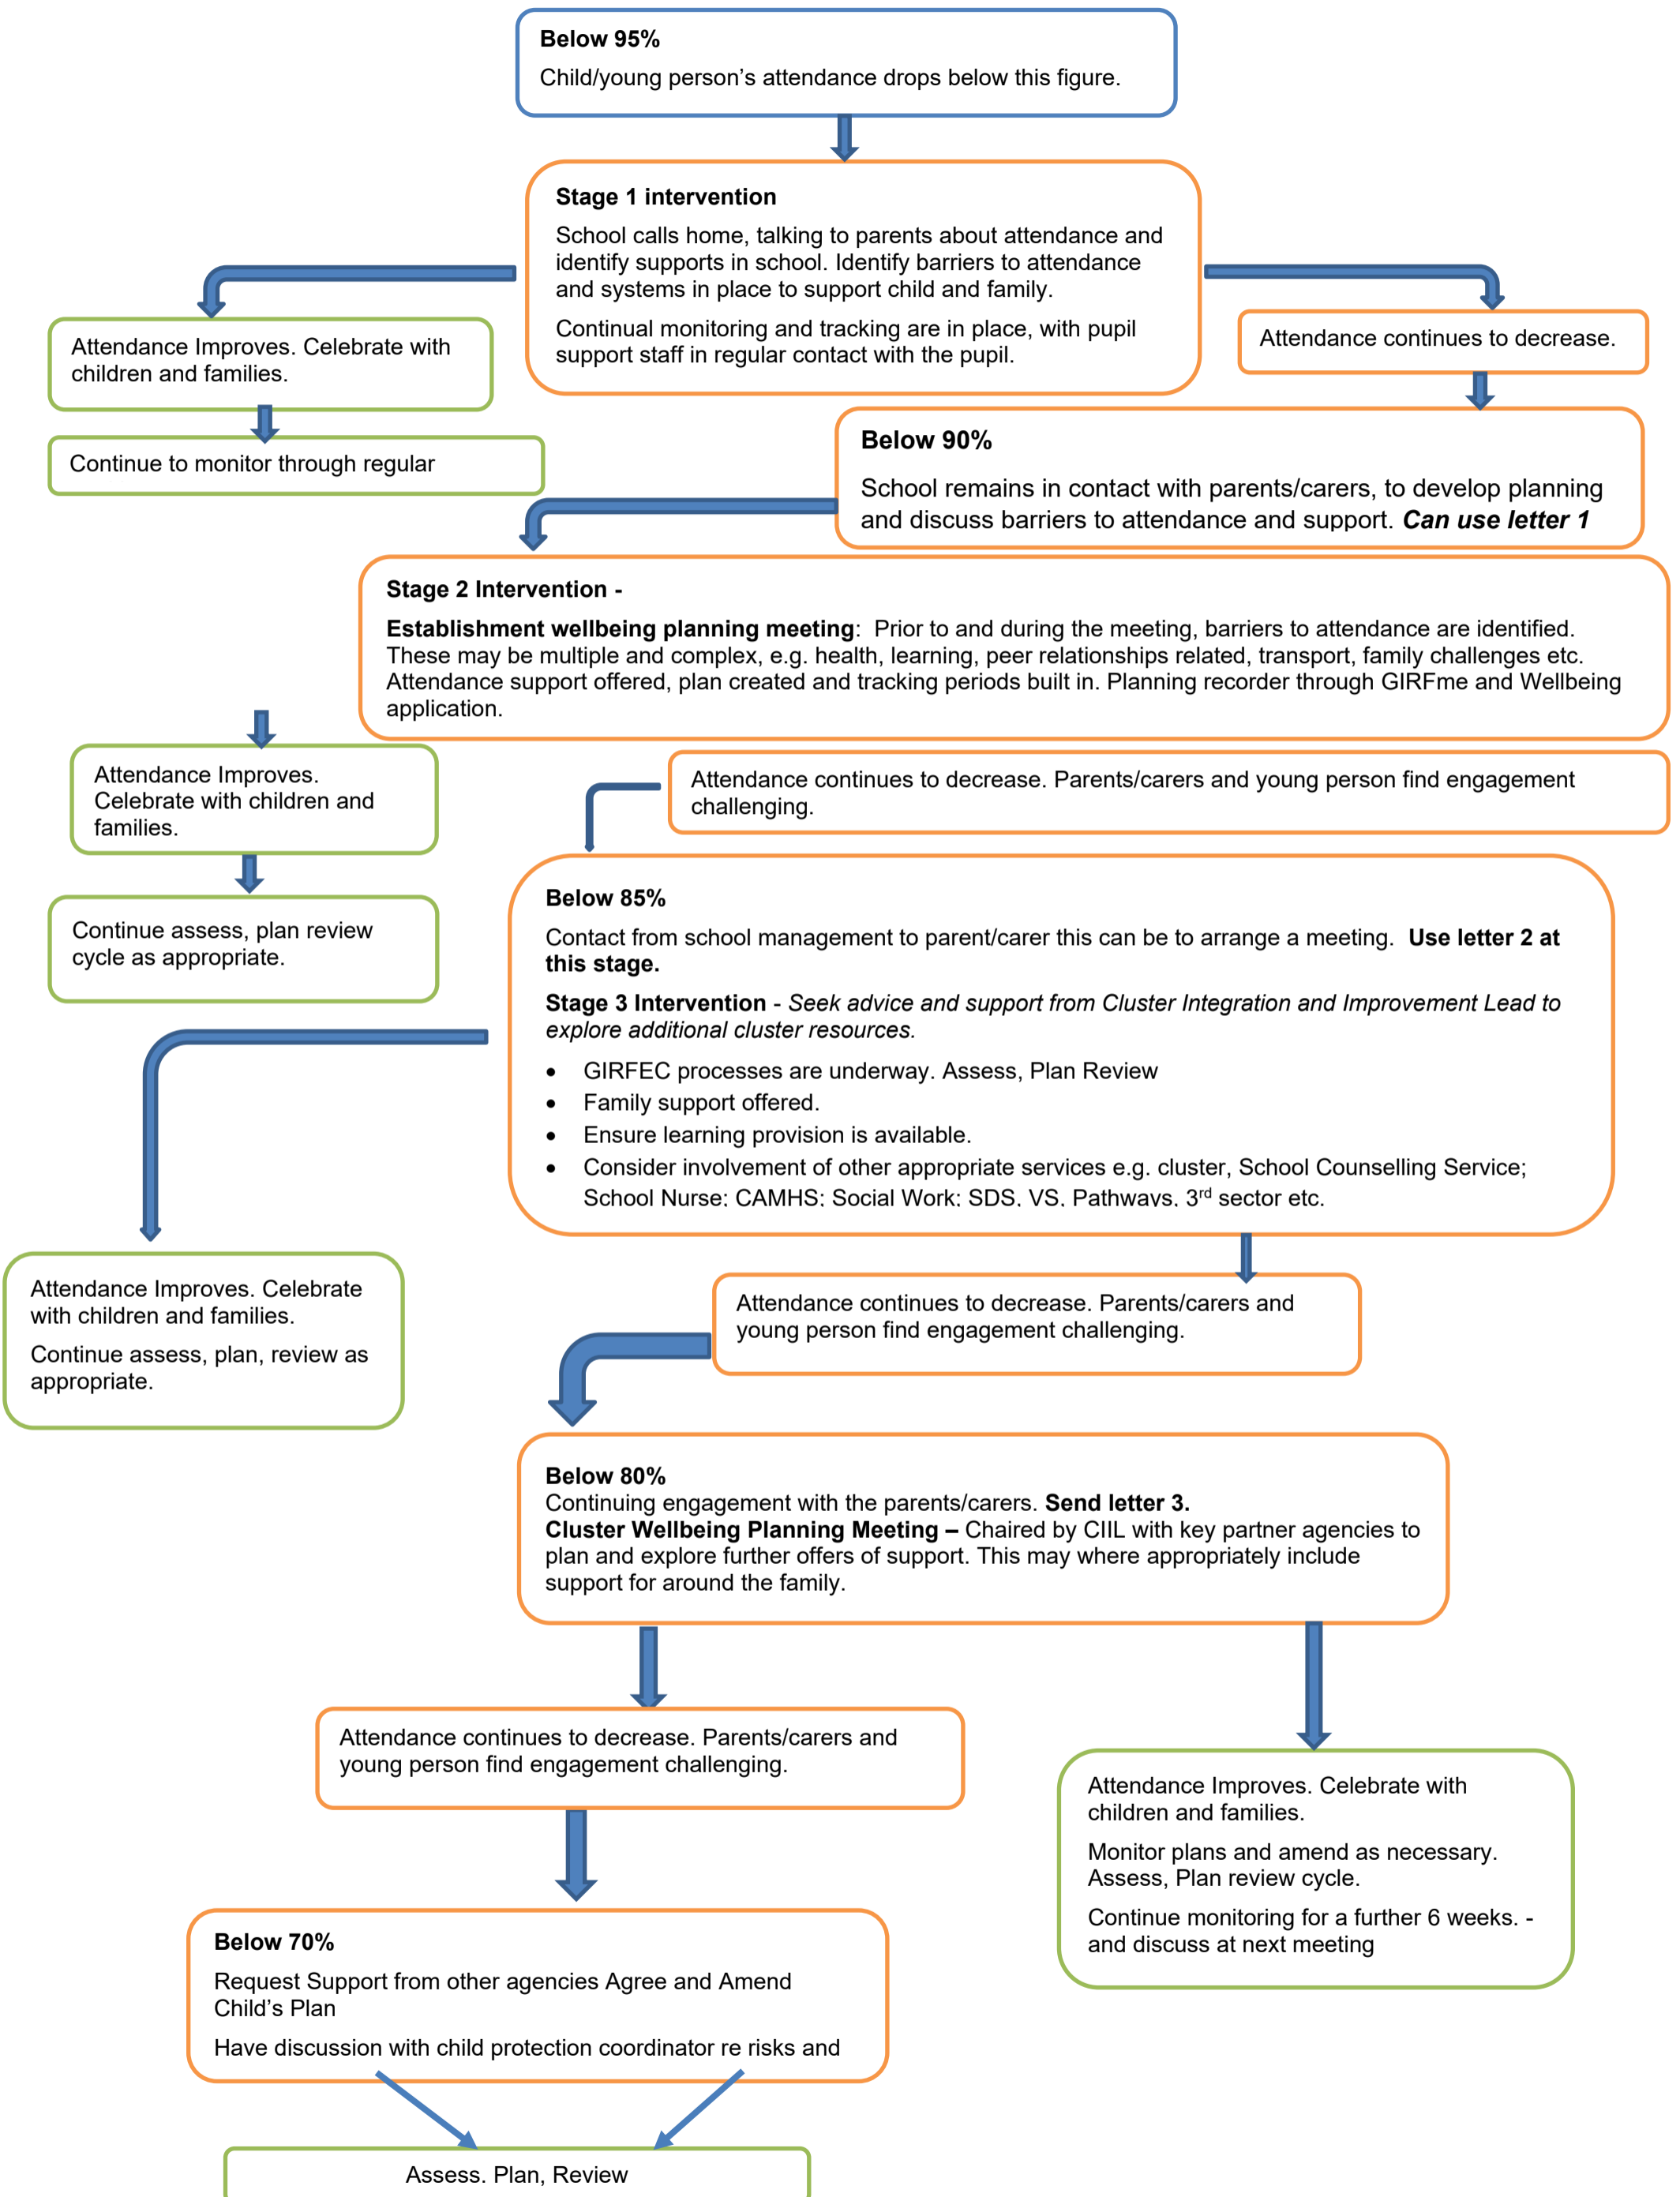 Below 95%
Child/young person’s attendance drops below this figure.
Stage 1 intervention
School calls home, talking to parents about attendance and
identify supports in school. Identify barriers to attendance
and systems in place to support child and family.
Continual monitoring and tracking are in place, with pupil
support staff in regular contact with the pupil.
Attendance Improves. Celebrate with
children and families.
Continue to monitor through regular
Attendance continues to decrease.
Below 90%
School remains in contact with parents/carers, to develop planning
and discuss barriers to attendance and support. Can use letter 1
Stage 2 Intervention -
Establishment wellbeing planning meeting:  Prior to and during the meeting, barriers to attendance are identified.
These may be multiple and complex, e.g. health, learning, peer relationships related, transport, family challenges etc.
Attendance support offered, plan created and tracking periods built in. Planning recorder through GIRFme and Wellbeing
application.
Attendance Improves.
Celebrate with children and
families.
Continue assess, plan review
cycle as appropriate.
Attendance continues to decrease. Parents/carers and young person find engagement
challenging.
Below 85%
Contact from school management to parent/carer this can be to arrange a meeting.  Use letter 2 at
this stage.
Stage 3 Intervention - Seek advice and support from Cluster Integration and Improvement Lead to
explore additional cluster resources.
• GIRFEC processes are underway. Assess, Plan Review
• Family support offered.
• Ensure learning provision is available.
• Consider involvement of other appropriate services e.g. cluster, School Counselling Service;
School Nurse; CAMHS; Social Work; SDS, VS, Pathways, 3rd sector etc.
Attendance Improves. Celebrate
with children and families.
Continue assess, plan, review as
appropriate.
Attendance continues to decrease. Parents/carers and
young person find engagement challenging.
Below 80%
Continuing engagement with the parents/carers. Send letter 3.
Cluster Wellbeing Planning Meeting – Chaired by CIIL with key partner agencies to
plan and explore further offers of support. This may where appropriately include
support for around the family.
Attendance continues to decrease. Parents/carers and
young person find engagement challenging.
Attendance Improves. Celebrate with
children and families.
Monitor plans and amend as necessary.
Assess, Plan review cycle.
Continue monitoring for a further 6 weeks. -
and discuss at next meeting
Below 70%
Request Support from other agencies Agree and Amend
Child’s Plan
Have discussion with child protection coordinator re risks and
Assess. Plan, Review